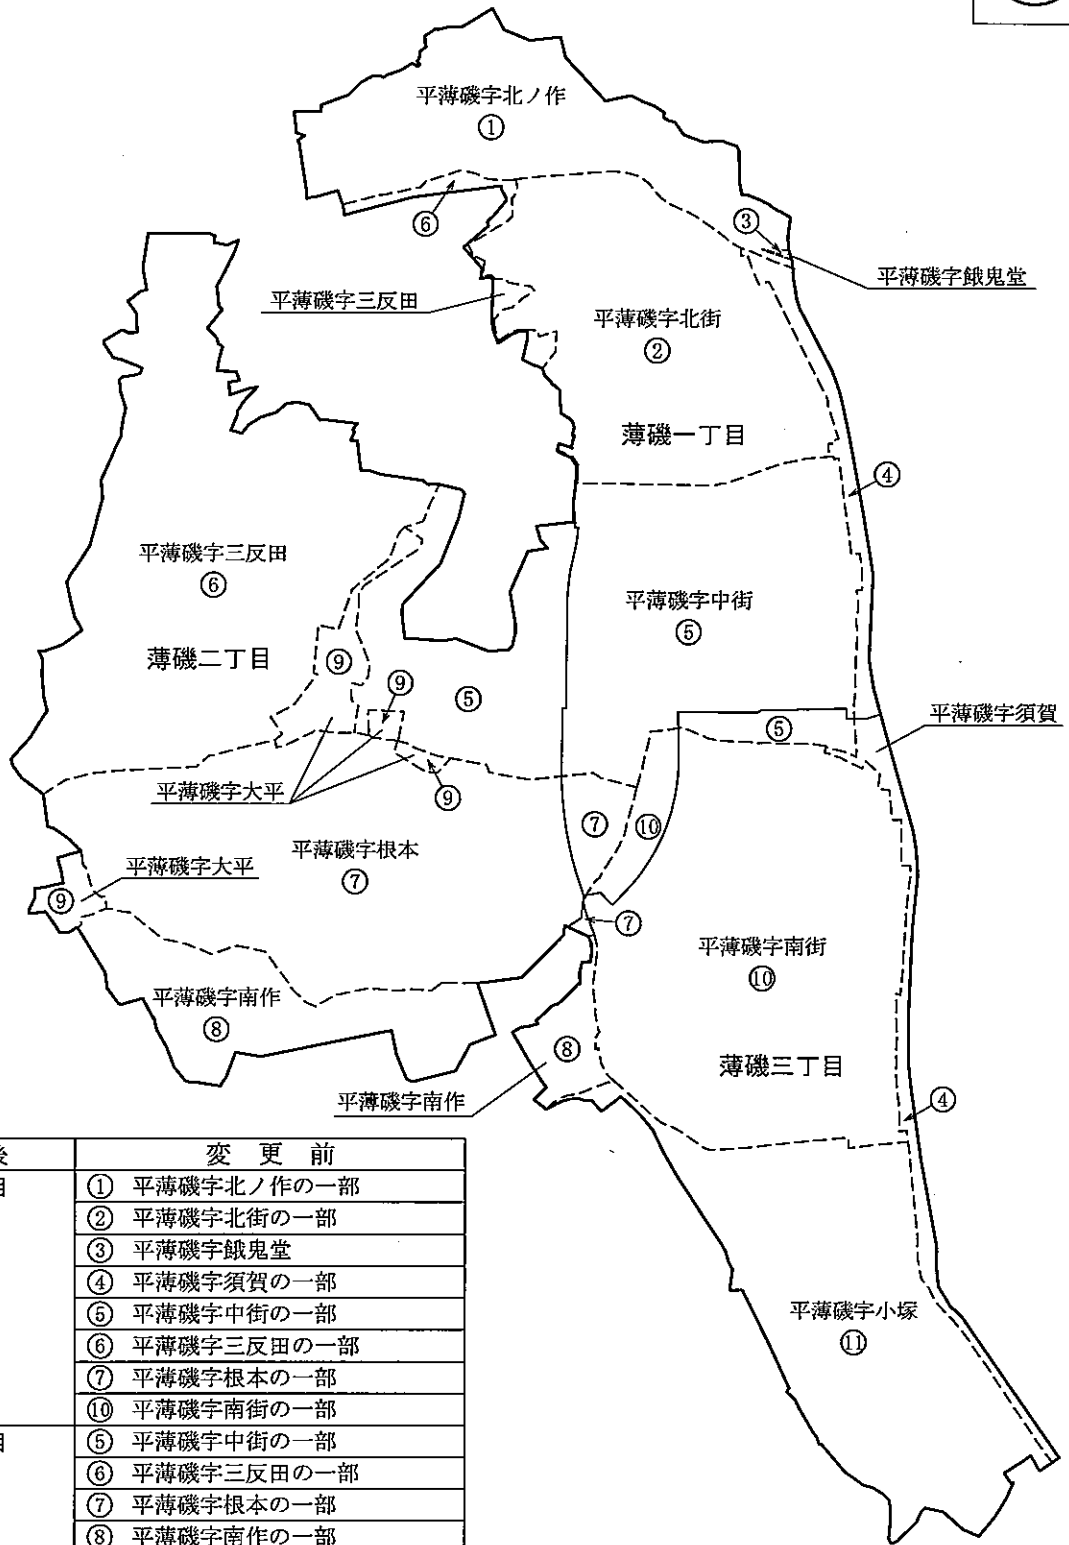 平薄磯字北ノ作
①
⑥
③
平薄磯字餓鬼堂
平薄磯字三反田
平薄磯字北街
②
薄磯一丁目
④
平薄磯字三反田
⑥
平薄磯字中街
⑤
薄磯二丁目
⑨
⑨
⑤
平薄磯字須賀
⑤
平薄磯字大平
⑨
⑦
⑩
平薄磯字根本
⑦
平薄磯字大平
⑨
⑦
平薄磯字南街
⑩
平薄磯字南作
⑧
⑧
薄磯三丁目
平薄磯字南作
④
後 変更前
目 ① 平薄磯字北ノ作の一部
② 平薄磯字北街の一部
③ 平薄磯字餓鬼堂
④ 平薄磯字須賀の一部
⑤ 平薄磯字中街の一部
⑥ 平薄磯字三反田の一部
⑦ 平薄磯字根本の一部
⑩ 平薄磯字南街の一部
目 ⑤ 平薄磯字中街の一部
⑥ 平薄磯字三反田の一部
⑦ 平薄磯字根本の一部
⑧ 平薄磯字南作の一部
平薄磯字小塚
⑪